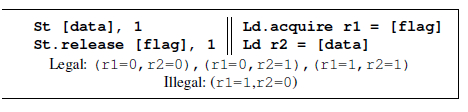 St [data], 1 || Ld.acquire r1 = [flag]
St.release [flag], 1 || Ld r2 = [data]
Legal: (r1=0, r2=0), (r1=0, r2=1), (r1=1, r2=1)
Illegal: (r1=1,r2=0)